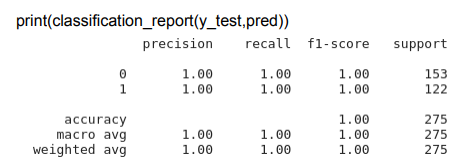 print(classification_report(y_test,pred))
precision recall f1-score support
0 1.00 1.00 1.00 153
1 1.00 1.00 1.00 122
accuracy 1.00 275
macro avg 1.00 1.00 1.00 275
weighted avg 1.00 1.00 1.00 275